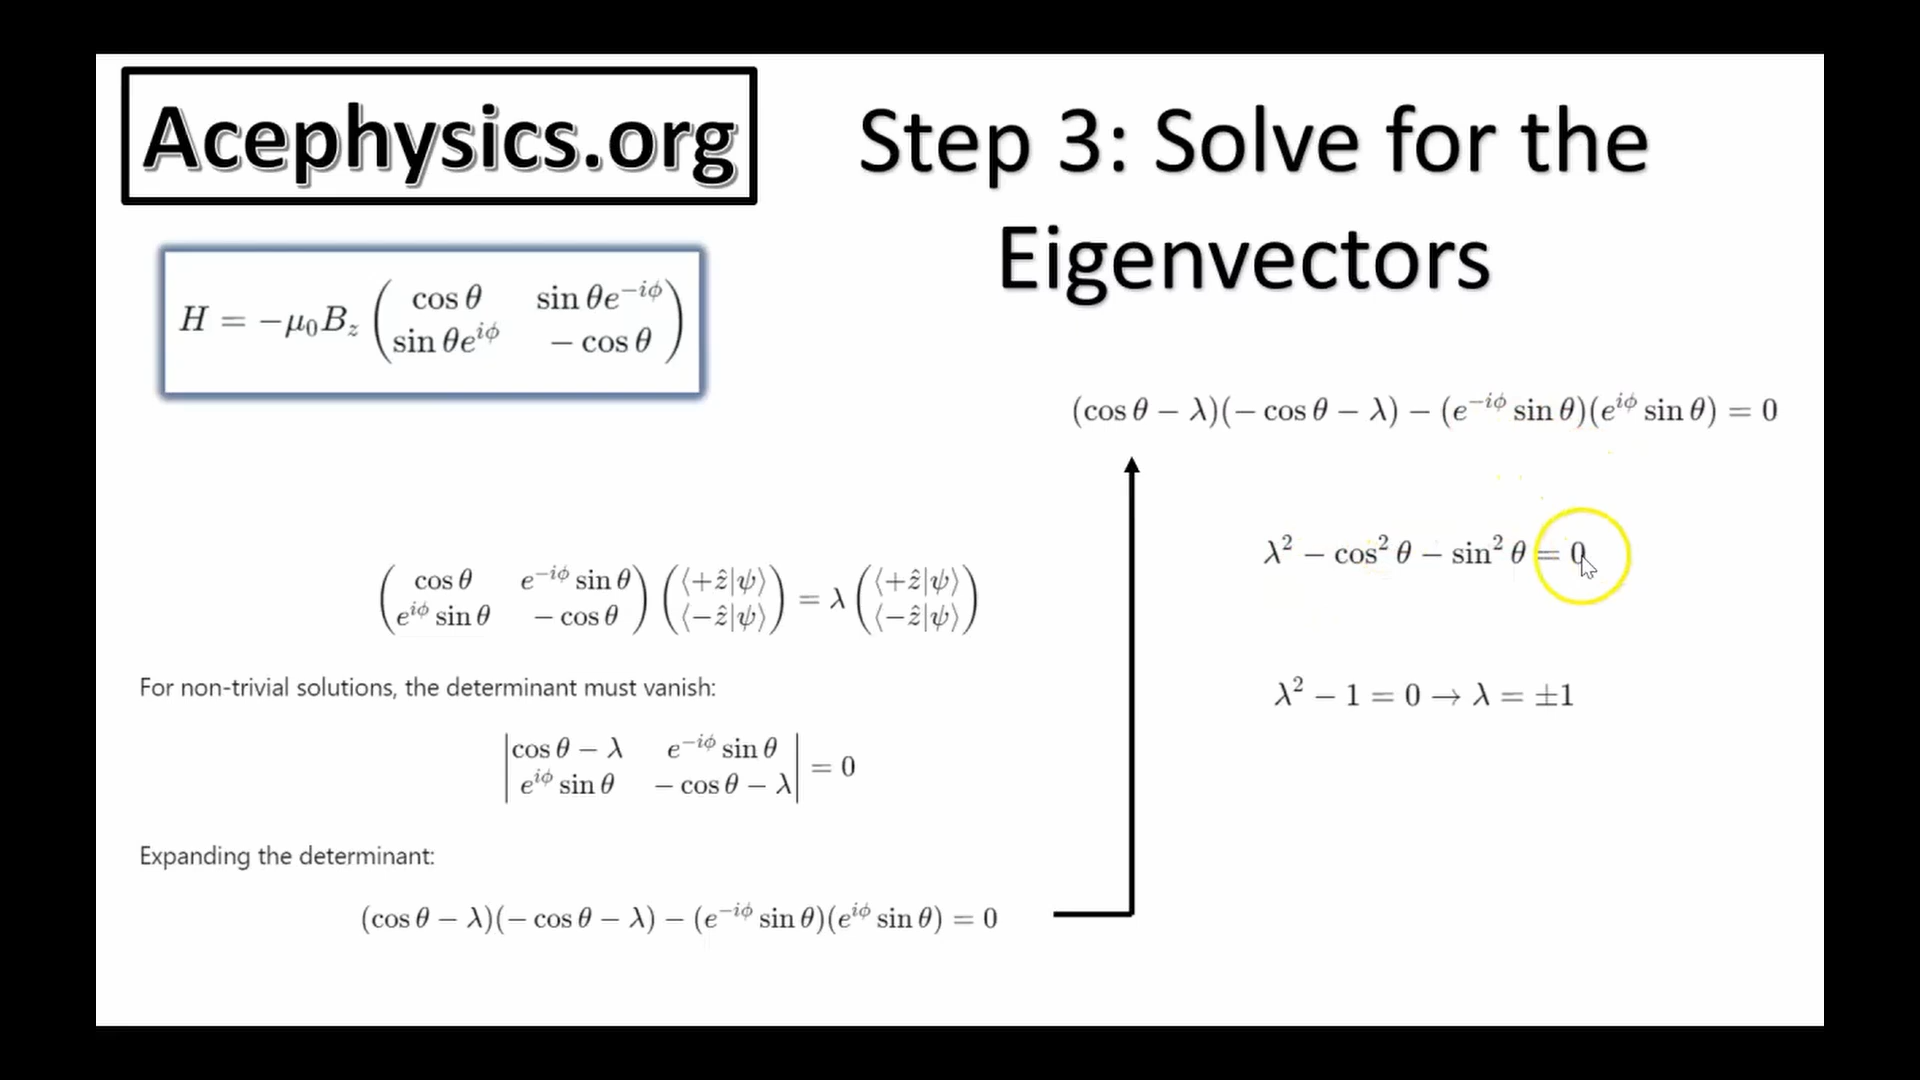 Acephysics.org
Step 3: Solve for the
Eigenvectors
H = −μ₀B_z ( cos θ sin θe^{−iϕ} )
( sin θe^{iϕ} − cos θ )
(cos θ − λ)(− cos θ − λ) − (e^{−iϕ} sin θ)(e^{iϕ} sin θ) = 0
λ² − cos² θ − sin² θ = 0
λ² − 1 = 0 → λ = ±1
( cos θ e^{−iϕ} sin θ ) ( ⟨+ẑ|ψ⟩ ) = λ ( ⟨+ẑ|ψ⟩ )
( e^{iϕ} sin θ − cos θ ) ( ⟨−ẑ|ψ⟩ ) ( ⟨−ẑ|ψ⟩ )
For non-trivial solutions, the determinant must vanish:
| cos θ − λ e^{−iϕ} sin θ | = 0
| e^{iϕ} sin θ − cos θ − λ |
Expanding the determinant:
(cos θ − λ)(− cos θ − λ) − (e^{−iϕ} sin θ)(e^{iϕ} sin θ) = 0